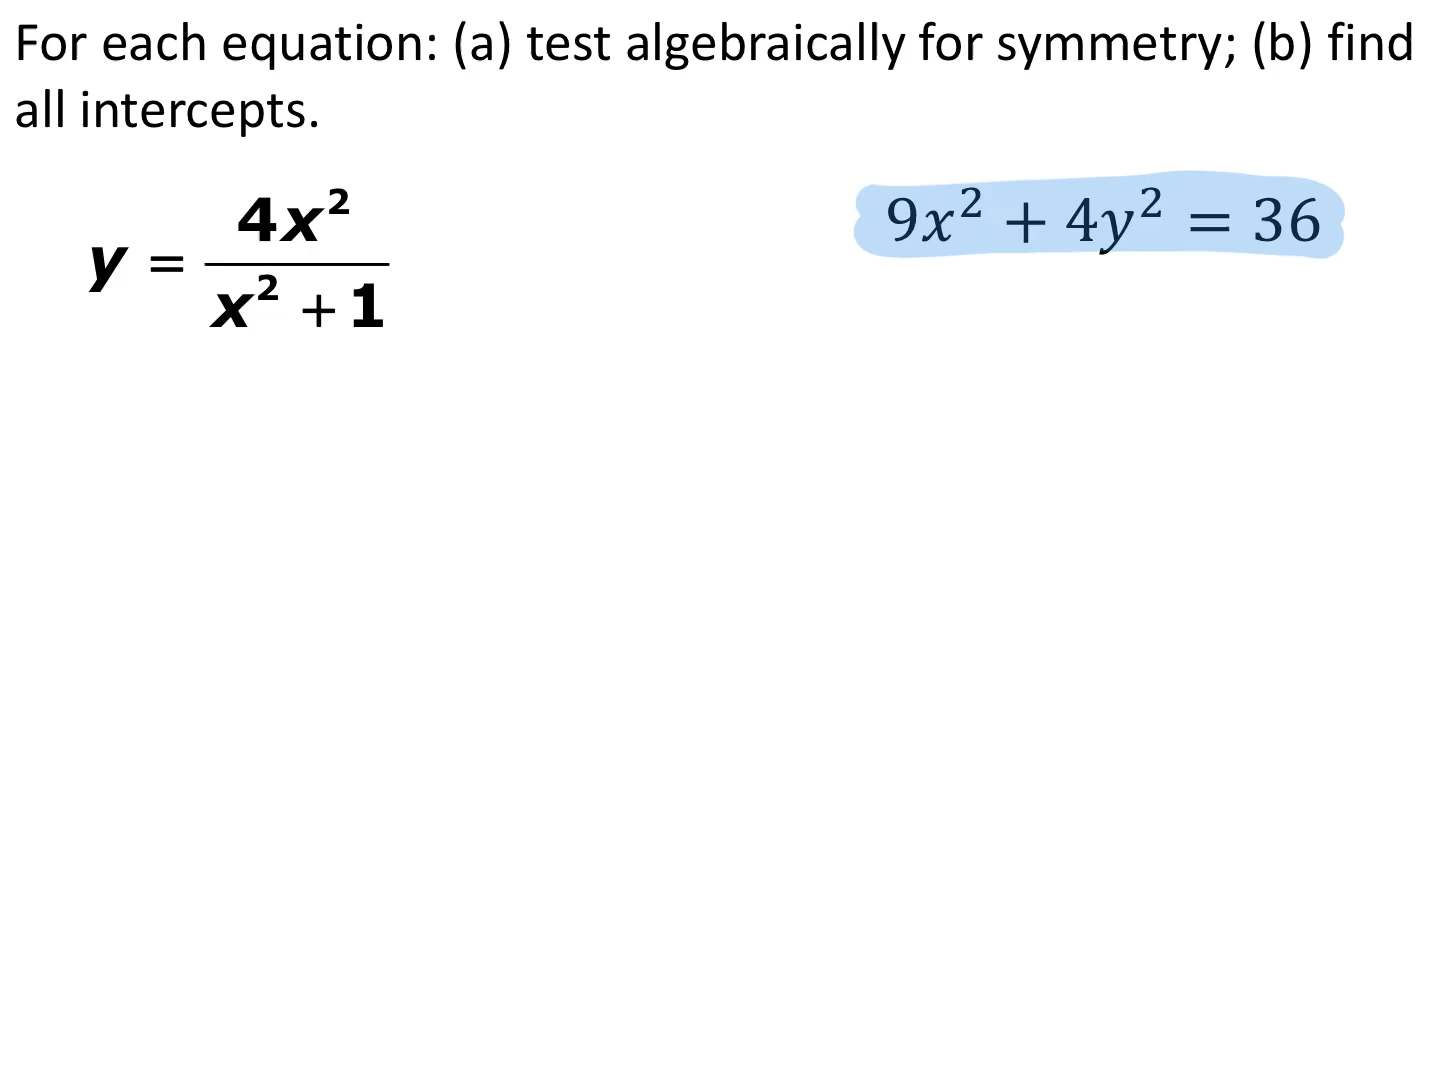 For each equation: (a) test algebraically for symmetry; (b) find
all intercepts.
y = 4x² / x² + 1
9x² + 4y² = 36